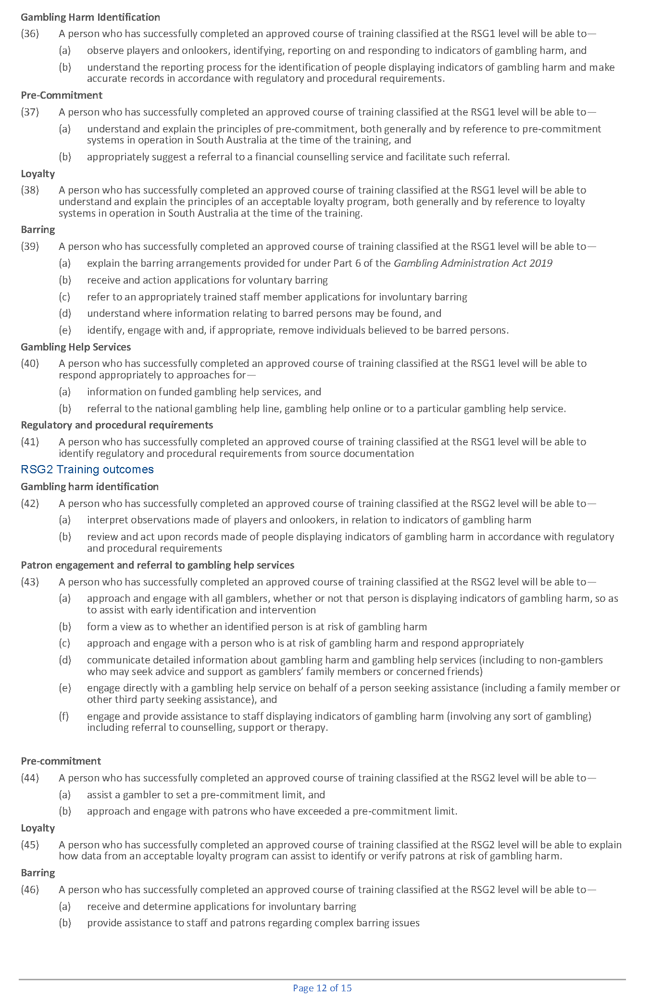 Gambling Harm Identification
(36) A person who has successfully completed an approved course of training classified at the RSG1 level will be able to—
(a) observe players and onlookers, identifying, reporting on and responding to indicators of gambling harm, and
(b) understand the reporting process for the identification of people displaying indicators of gambling harm and make
accurate records in accordance with regulatory and procedural requirements.
Pre-Commitment
(37) A person who has successfully completed an approved course of training classified at the RSG1 level will be able to—
(a) understand and explain the principles of pre-commitment, both generally and by reference to pre-commitment
systems in operation in South Australia at the time of the training, and
(b) appropriately suggest a referral to a financial counselling service and facilitate such referral.
Loyalty
(38) A person who has successfully completed an approved course of training classified at the RSG1 level will be able to
understand and explain the principles of an acceptable loyalty program, both generally and by reference to loyalty
systems in operation in South Australia at the time of the training.
Barring
(39) A person who has successfully completed an approved course of training classified at the RSG1 level will be able to—
(a) explain the barring arrangements provided for under Part 6 of the Gambling Administration Act 2019
(b) receive and action applications for voluntary barring
(c) refer to an appropriately trained staff member applications for involuntary barring
(d) understand where information relating to barred persons may be found, and
(e) identify, engage with and, if appropriate, remove individuals believed to be barred persons.
Gambling Help Services
(40) A person who has successfully completed an approved course of training classified at the RSG1 level will be able to
respond appropriately to approaches for—
(a) information on funded gambling help services, and
(b) referral to the national gambling help line, gambling help online or to a particular gambling help service.
Regulatory and procedural requirements
(41) A person who has successfully completed an approved course of training classified at the RSG1 level will be able to
identify regulatory and procedural requirements from source documentation
RSG2 Training outcomes
Gambling harm identification
(42) A person who has successfully completed an approved course of training classified at the RSG2 level will be able to—
(a) interpret observations made of players and onlookers, in relation to indicators of gambling harm
(b) review and act upon records made of people displaying indicators of gambling harm in accordance with regulatory
and procedural requirements
Patron engagement and referral to gambling help services
(43) A person who has successfully completed an approved course of training classified at the RSG2 level will be able to—
(a) approach and engage with all gamblers, whether or not that person is displaying indicators of gambling harm, so as
to assist with early identification and intervention
(b) form a view as to whether an identified person is at risk of gambling harm
(c) approach and engage with a person who is at risk of gambling harm and respond appropriately
(d) communicate detailed information about gambling harm and gambling help services (including to non-gamblers
who may seek advice and support as gamblers’ family members or concerned friends)
(e) engage directly with a gambling help service on behalf of a person seeking assistance (including a family member or
other third party seeking assistance), and
(f) engage and provide assistance to staff displaying indicators of gambling harm (involving any sort of gambling)
including referral to counselling, support or therapy.
Pre-commitment
(44) A person who has successfully completed an approved course of training classified at the RSG2 level will be able to—
(a) assist a gambler to set a pre-commitment limit, and
(b) approach and engage with patrons who have exceeded a pre-commitment limit.
Loyalty
(45) A person who has successfully completed an approved course of training classified at the RSG2 level will be able to explain
how data from an acceptable loyalty program can assist to identify or verify patrons at risk of gambling harm.
Barring
(46) A person who has successfully completed an approved course of training classified at the RSG2 level will be able to—
(a) receive and determine applications for involuntary barring
(b) provide assistance to staff and patrons regarding complex barring issues
Page 12 of 15